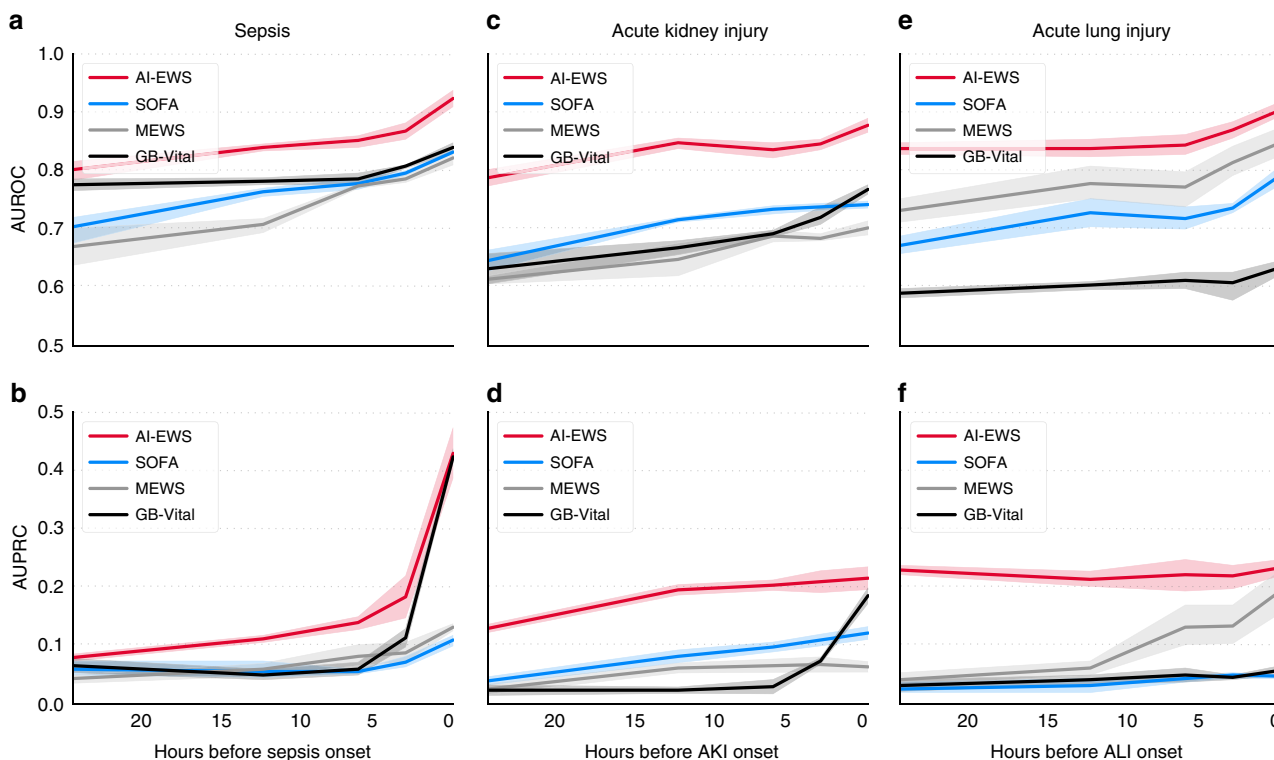 a
Sepsis
c
Acute kidney injury
e
Acute lung injury
AUROC
1.0
0.9
0.8
0.7
0.6
0.5
AI-EWS
SOFA
MEWS
GB-Vital
AI-EWS
SOFA
MEWS
GB-Vital
AI-EWS
SOFA
MEWS
GB-Vital
b
d
f
AUPRC
0.5
0.4
0.3
0.2
0.1
0.0
AI-EWS
SOFA
MEWS
GB-Vital
AI-EWS
SOFA
MEWS
GB-Vital
AI-EWS
SOFA
MEWS
GB-Vital
20 15 10 5 0
20 15 10 5 0
20 15 10 5 0
Hours before sepsis onset
Hours before AKI onset
Hours before ALI onset